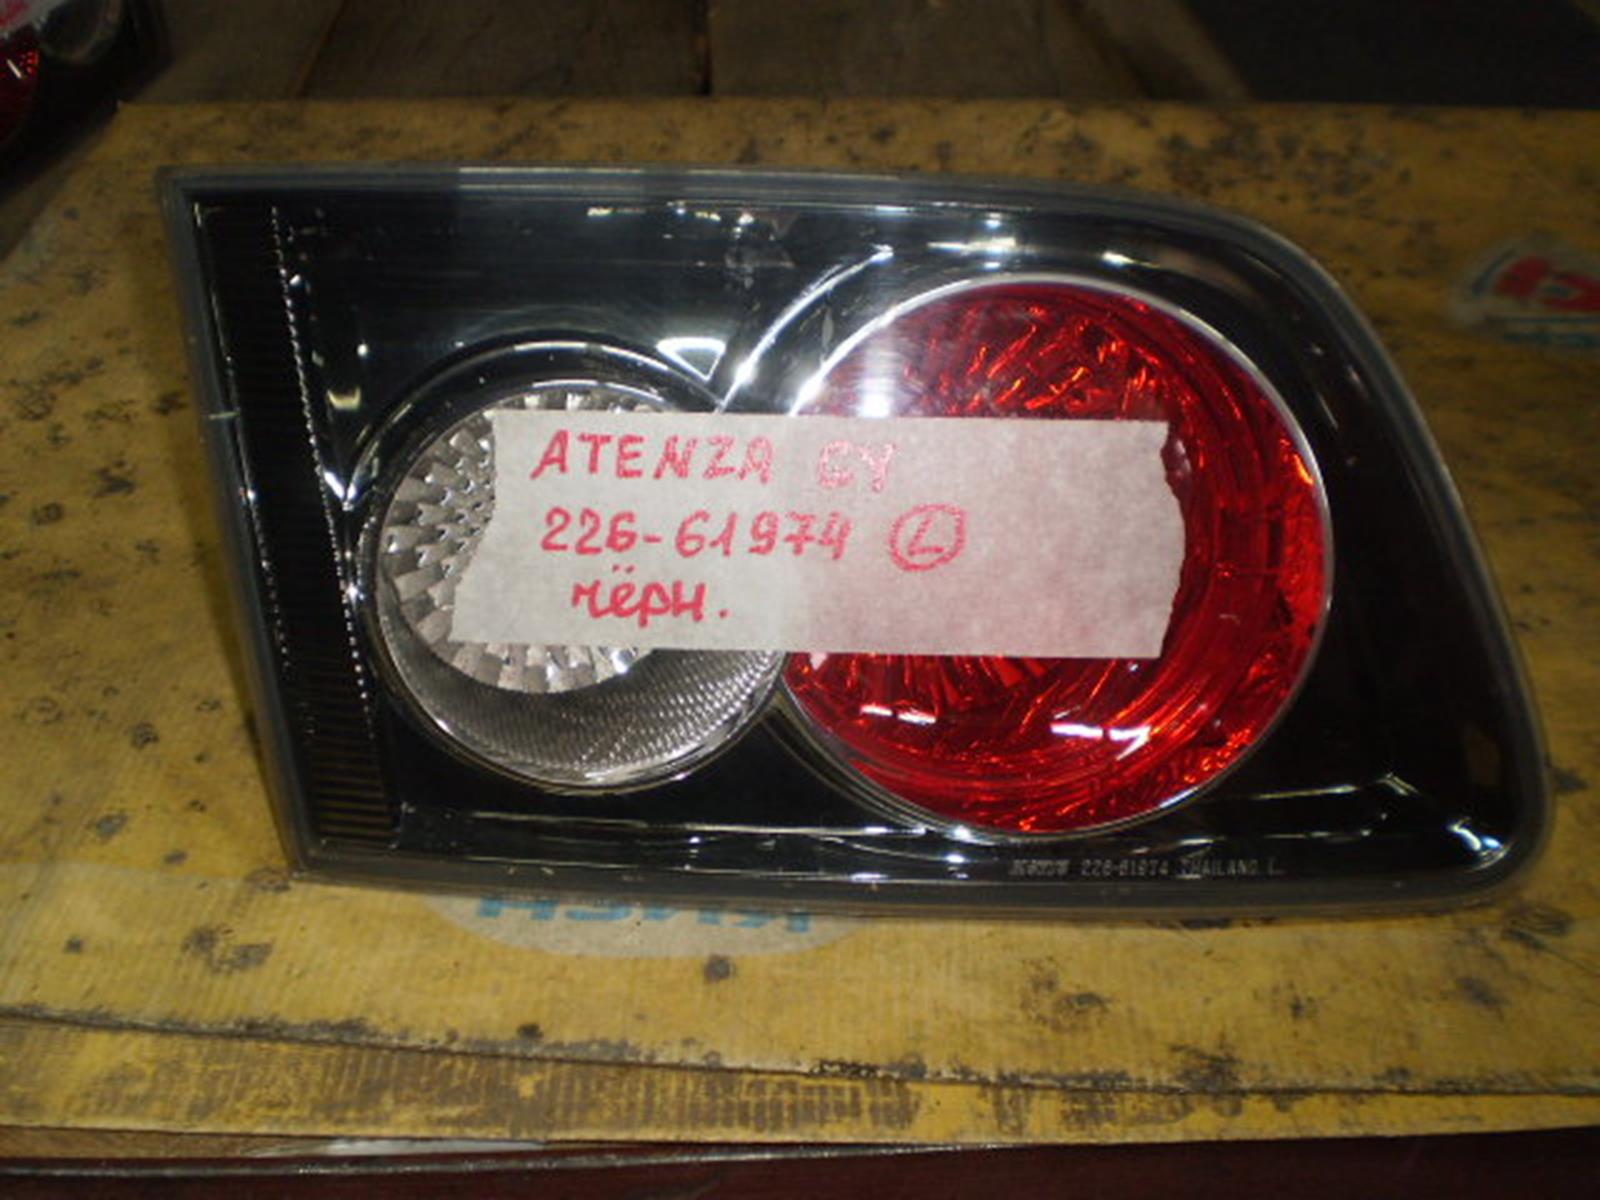 ATENZA GY
226-61974 Ⓛ
чёрн.
226-61974 THAILAND L